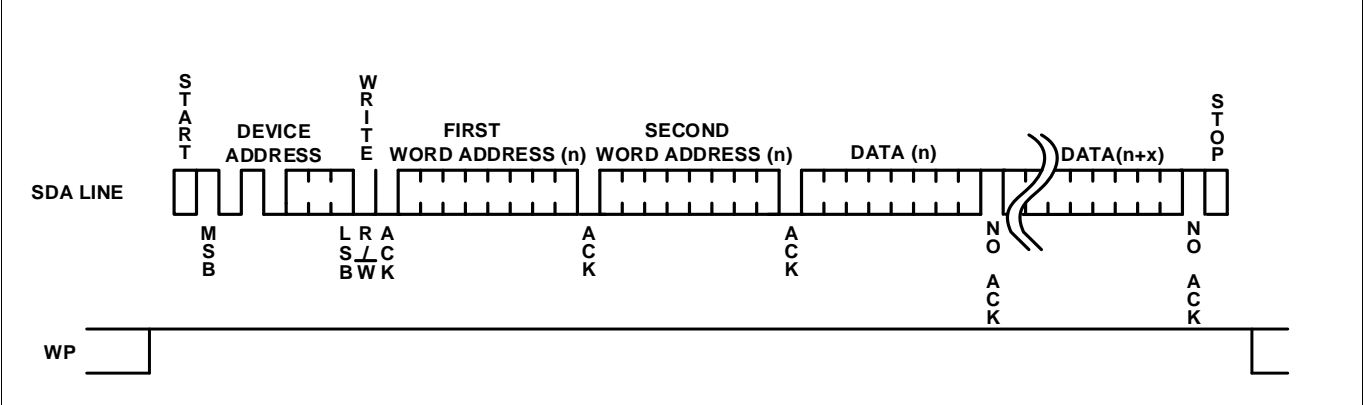 START
WRITE
STOP
DEVICE
ADDRESS
FIRST
WORD ADDRESS (n)
SECOND
WORD ADDRESS (n)
DATA (n)
DATA(n+x)
SDA LINE
MSB
LSB
R/W
ACK
ACK
ACK
NO ACK
NO ACK
WP